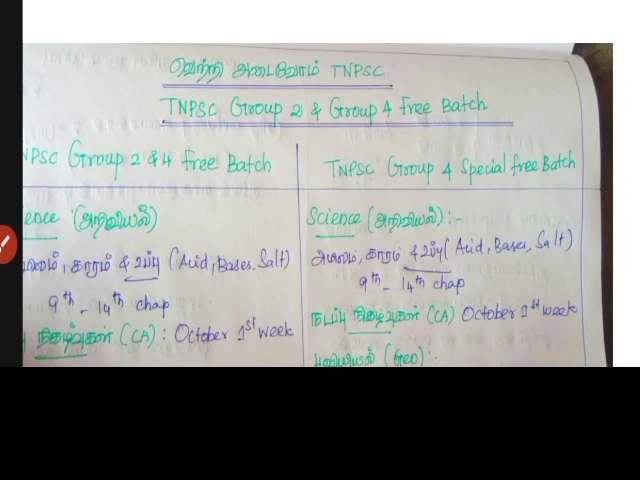 வெற்றி அடைவோம் TNPSC
TNPSC Group 2 & Group 4 Free Batch
NPSC Group 2 & 4 Free Batch
ience (அறிவியல்)
மிலம், காரம் & உப்பு (Acid, Bases, Salt)
9th - 14th chap
நிகழ்வுகள் (CA) : October 1st week
TNPSC Group 4 Special free Batch
Science (அறிவியல்) :-
அமிலம், காரம் & உப்பு (Acid, Bases, Salt)
9th - 14th chap
நடப்பு நிகழ்வுகள் (CA) October 1st week
புவியியல் (Geo) :-